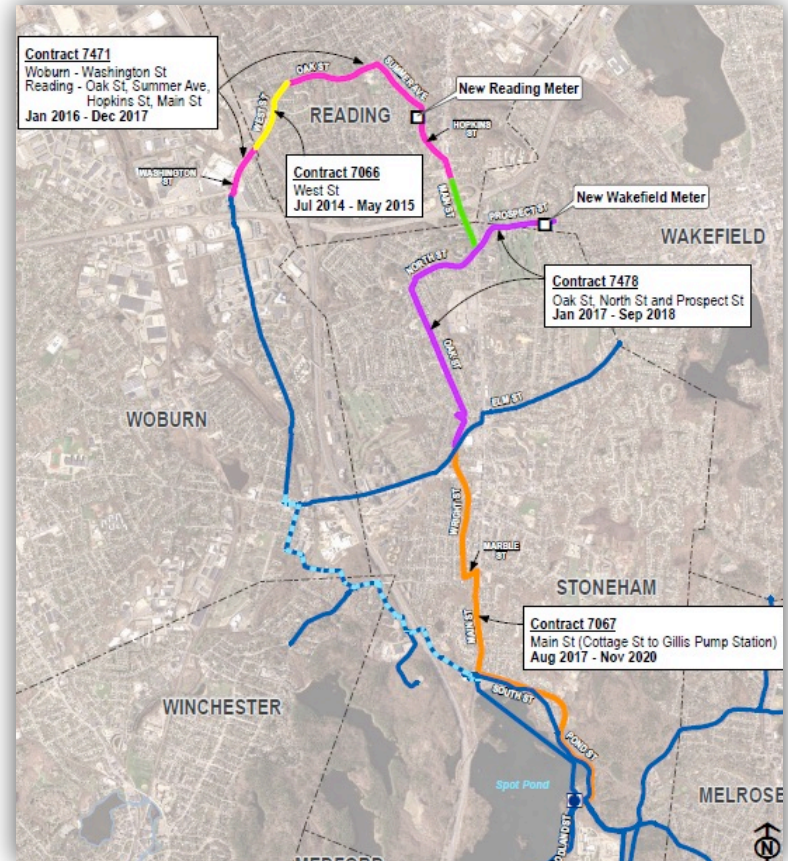 Contract 7471
Woburn - Washington St
Reading - Oak St, Summer Ave,
Hopkins St, Main St
Jan 2016 - Dec 2017
OAK ST
SUMMER AVE
New Reading Meter
WEST ST
READING
HOPKINS
ST
Contract 7066
West St
Jul 2014 - May 2015
WASHINGTON
ST
MAIN ST
PROSPECT ST
New Wakefield Meter
WAKEFIELD
NORTH ST
Contract 7478
Oak St, North St and Prospect St
Jan 2017 - Sep 2018
OAK ST
ELM ST
WOBURN
WRIGHT ST
MARBLE
ST
STONEHAM
MAIN ST
Contract 7067
Main St (Cottage St to Gillis Pump Station)
Aug 2017 - Nov 2020
WINCHESTER
SOUTH ST
POND ST
Spot Pond
MELROSE
MEDFORD
N